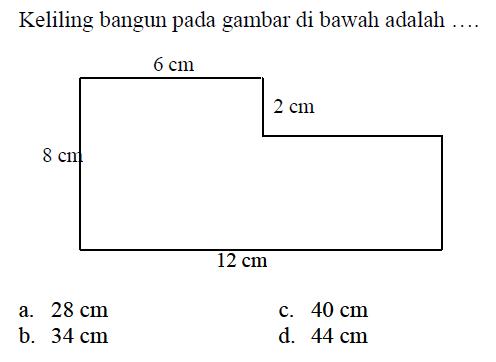 Keliling bangun pada gambar di bawah adalah ….
6 cm
2 cm
8 cm
12 cm
a. 28 cm
c. 40 cm
b. 34 cm
d. 44 cm